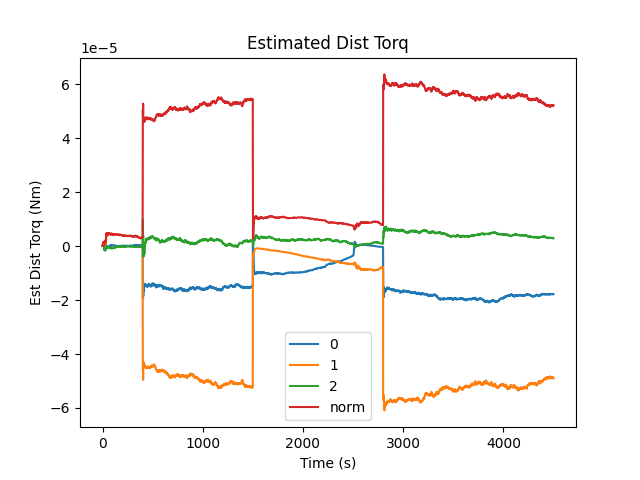 Estimated Dist Torq
1e−5
Est Dist Torq (Nm)
6
4
2
0
−2
−4
−6
0
1
2
norm
0 1000 2000 3000 4000
Time (s)